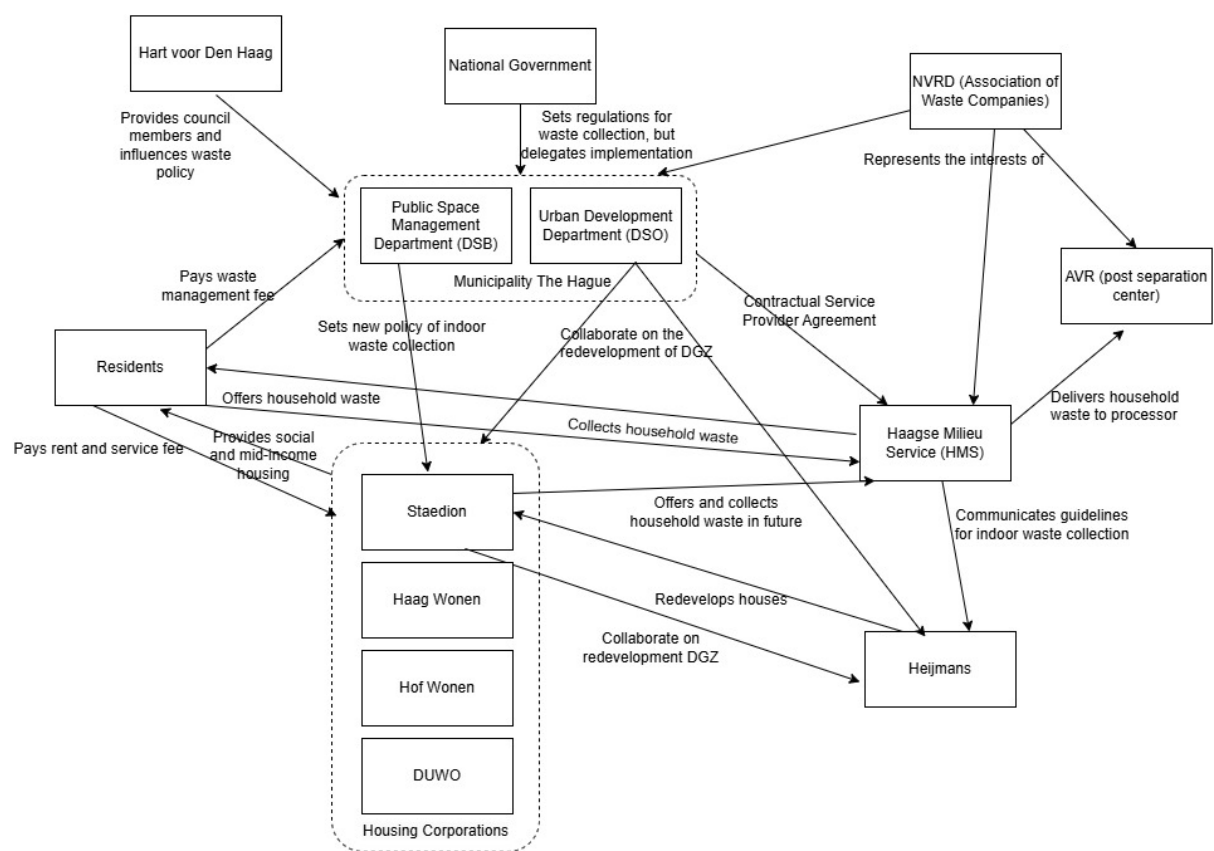 Hart voor Den Haag
National Government
NVRD (Association of
Waste Companies)
Provides council
members and
influences waste
policy
Sets regulations for
waste collection, but
delegates implementation
Represents the interests of
Public Space
Management
Department (DSB)
Urban Development
Department (DSO)
Municipality The Hague
AVR (post separation
center)
Pays waste
management fee
Sets new policy of indoor
waste collection
Collaborate on the
redevelopment of DGZ
Contractual Service
Provider Agreement
Residents
Offers household waste
Collects household waste
Delivers household
waste to processor
Haagse Milieu
Service (HMS)
Pays rent and service fee
Provides social
and mid-income
housing
Staedion
Offers and collects
household waste in future
Communicates guidelines
for indoor waste collection
Haag Wonen
Redevelops houses
Collaborate on
redevelopment DGZ
Heijmans
Hof Wonen
DUWO
Housing Corporations